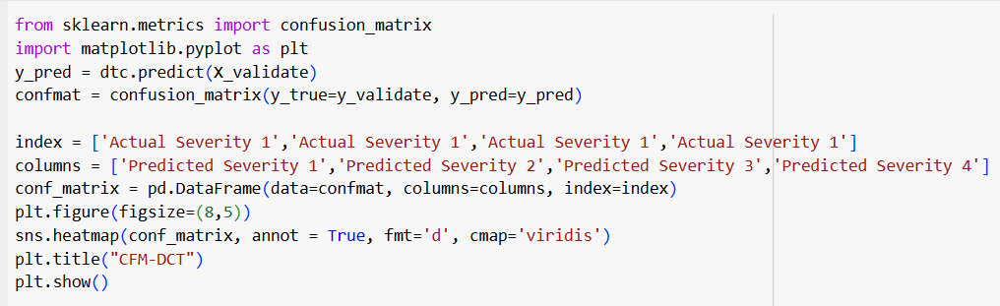 from sklearn.metrics import confusion_matrix
import matplotlib.pyplot as plt
y_pred = dtc.predict(X_validate)
confmat = confusion_matrix(y_true=y_validate, y_pred=y_pred)
index = ['Actual Severity 1','Actual Severity 1','Actual Severity 1','Actual Severity 1']
columns = ['Predicted Severity 1','Predicted Severity 2','Predicted Severity 3','Predicted Severity 4']
conf_matrix = pd.DataFrame(data=confmat, columns=columns, index=index)
plt.figure(figsize=(8,5))
sns.heatmap(conf_matrix, annot = True, fmt='d', cmap='viridis')
plt.title("CFM-DCT")
plt.show()